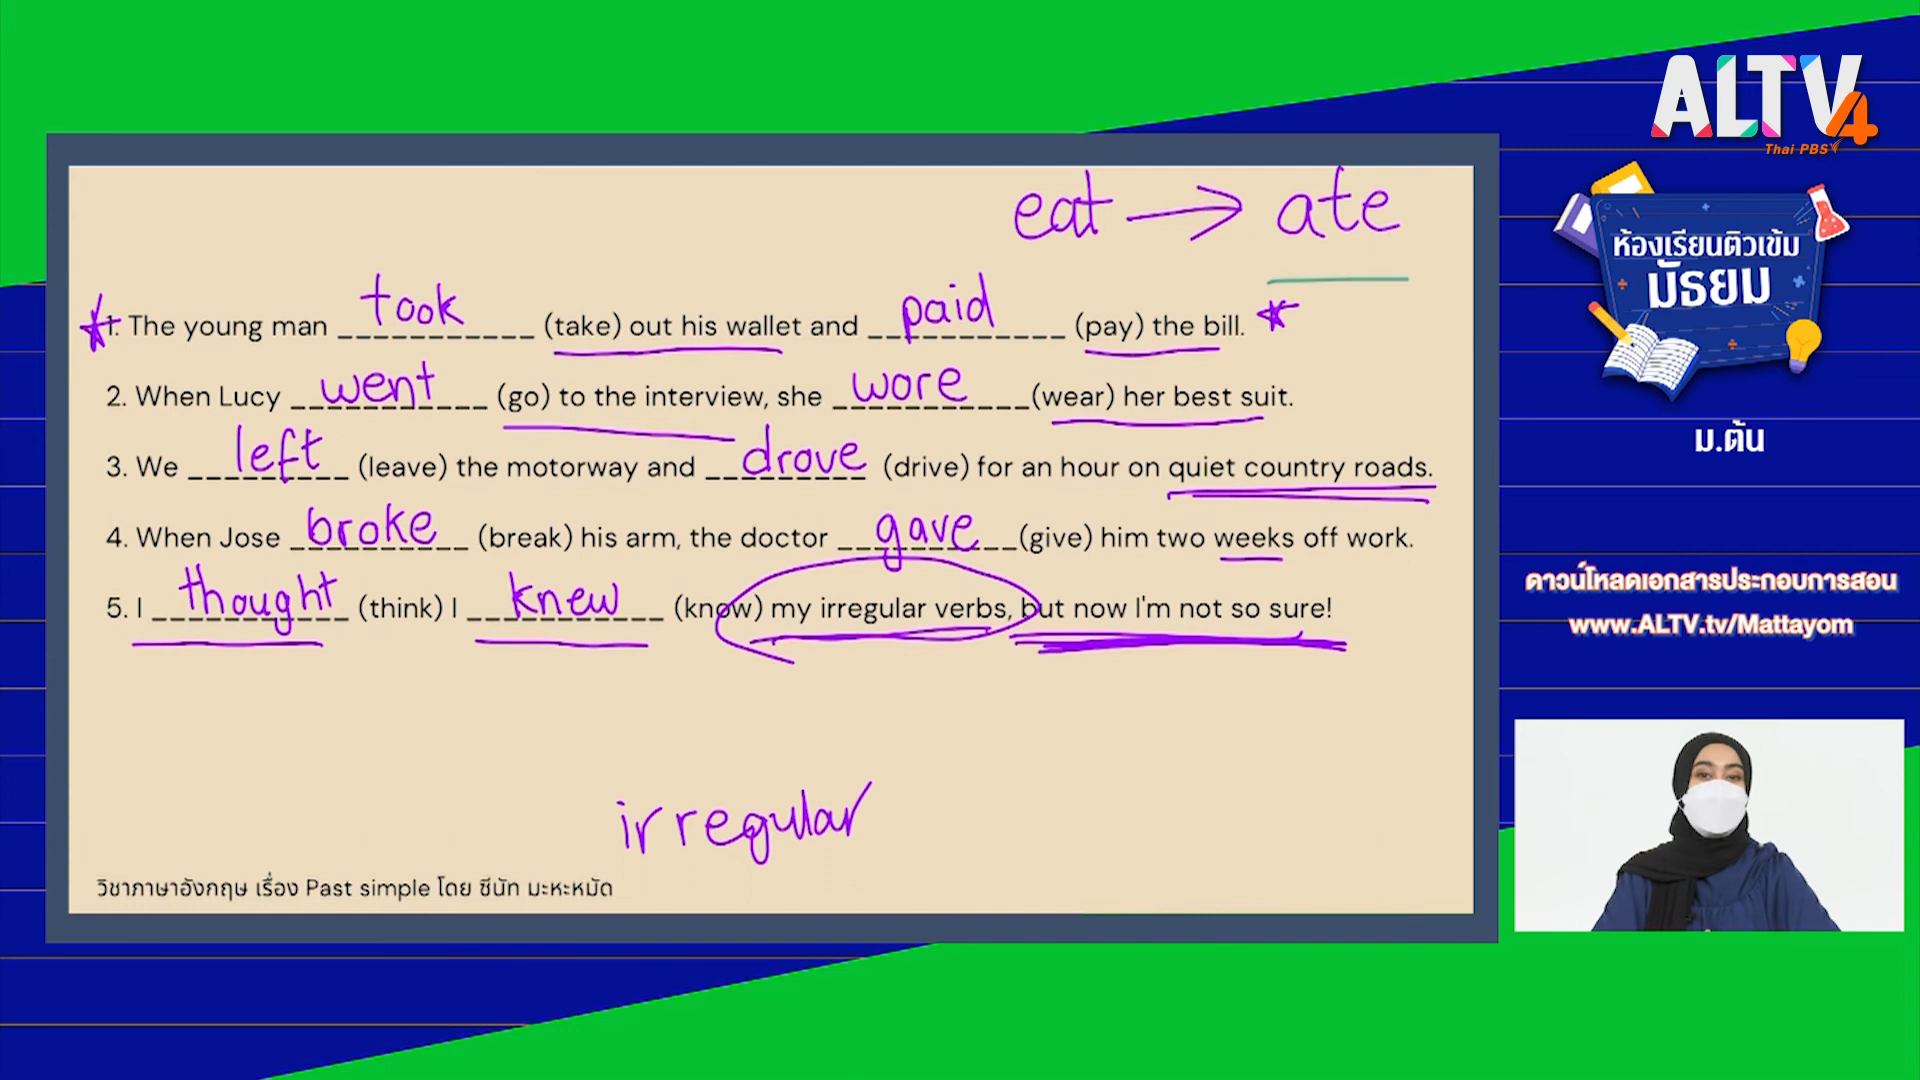 ALTV4
Thai PBS
ห้องเรียนติวเข้ม
มัธยม
ม.ต้น
ดาวน์โหลดเอกสารประกอบการสอน
www.ALTV.tv/Mattayom
eat → ate
1. The young man took (take) out his wallet and paid (pay) the bill.
2. When Lucy went (go) to the interview, she wore (wear) her best suit.
3. We left (leave) the motorway and drove (drive) for an hour on quiet country roads.
4. When Jose broke (break) his arm, the doctor gave (give) him two weeks off work.
5. I thought (think) I knew (know) my irregular verbs, but now I'm not so sure!
irregular
วิชาภาษาอังกฤษ เรื่อง Past simple โดย ซีนัท มะหะหมัด